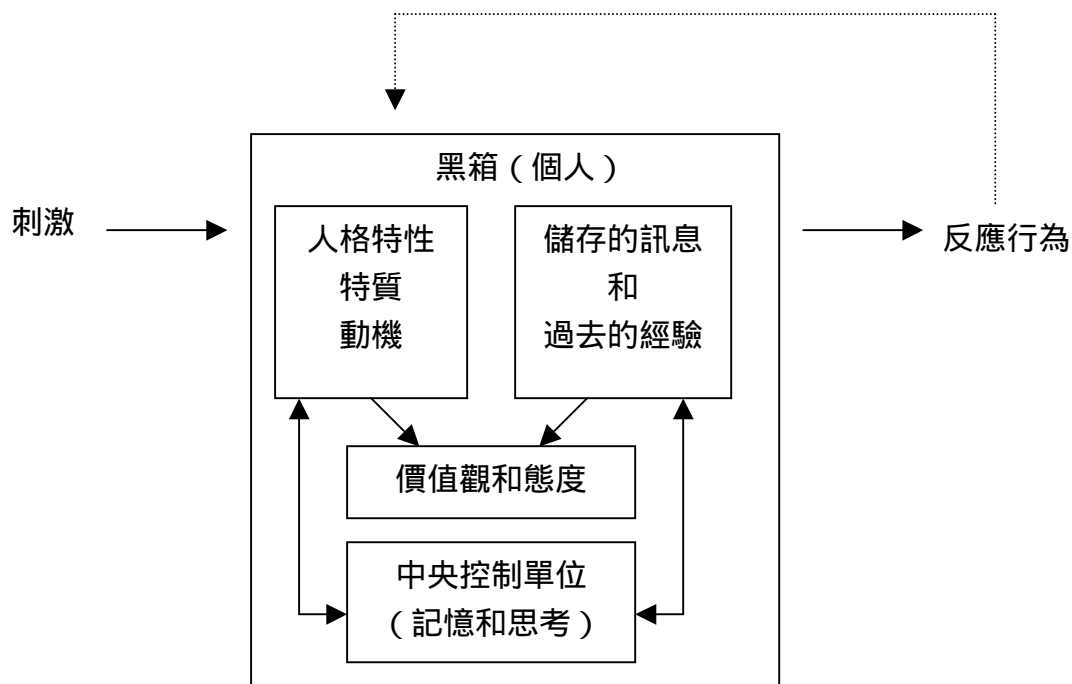 黑箱（個人）
刺激
人格特性
特質
動機
儲存的訊息
和
過去的經驗
反應行為
價值觀和態度
中央控制單位
（記憶和思考）